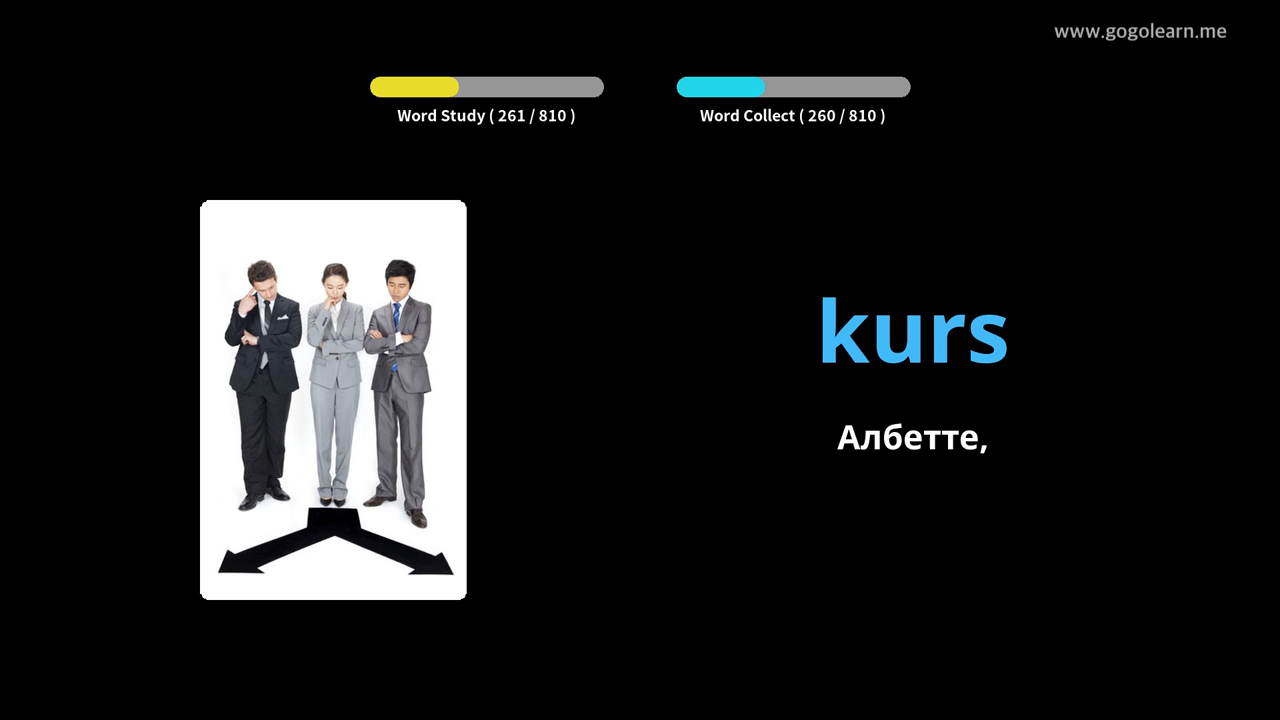 www.gogolearn.me
Word Study ( 261 / 810 )
Word Collect ( 260 / 810 )
kurs
Албетте,